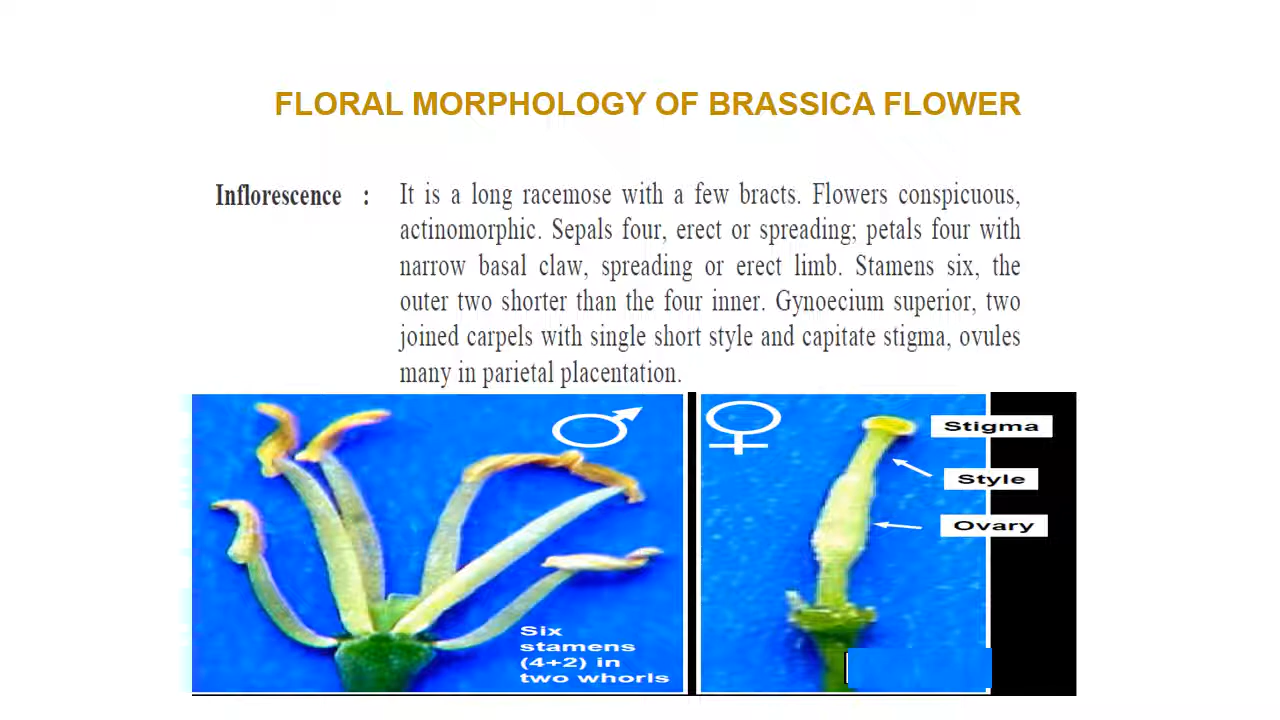 FLORAL MORPHOLOGY OF BRASSICA FLOWER
Inflorescence : It is a long racemose with a few bracts. Flowers conspicuous,
actinomorphic. Sepals four, erect or spreading; petals four with
narrow basal claw, spreading or erect limb. Stamens six, the
outer two shorter than the four inner. Gynoecium superior, two
joined carpels with single short style and capitate stigma, ovules
many in parietal placentation.
Six
stamens
(4+2) in
two whorls
Stigma
Style
Ovary